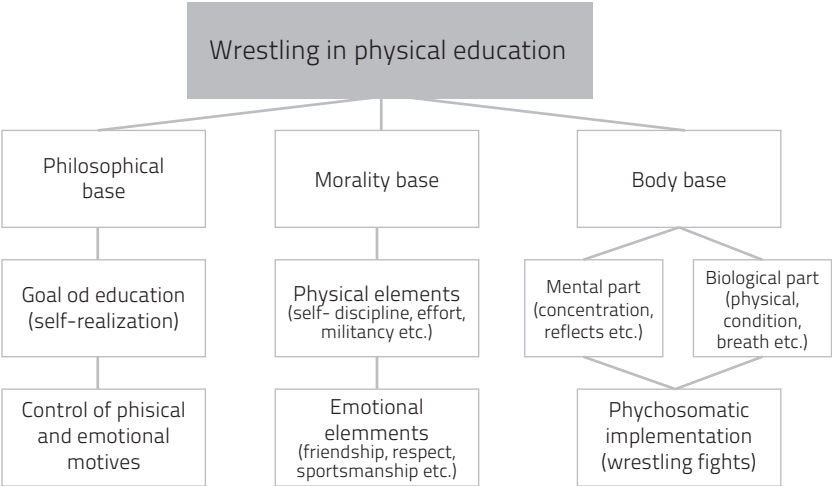 Wrestling in physical education
Philosophical
base
Morality base
Body base
Goal od education
(self-realization)
Physical elements
(self- discipline, effort,
militancy etc.)
Mental part
(concentration,
reflects etc.)
Biological part
(physical,
condition,
breath etc.)
Control of phisical
and emotional
motives
Emotional
elemments
(friendship, respect,
sportsmanship etc.)
Phychosomatic
implementation
(wrestling fights)